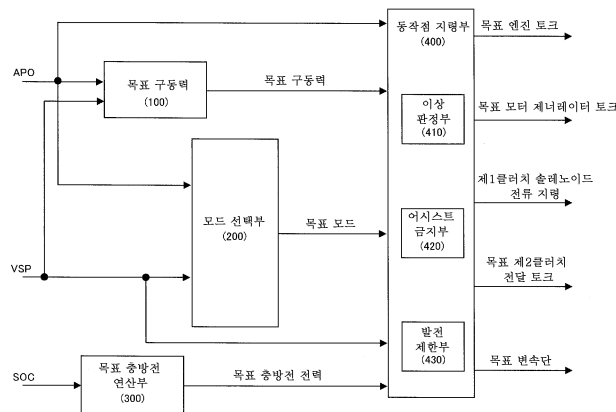 동작점 지령부
(400)
목표 엔진 토크
APO
목표 구동력
(100)
목표 구동력
이상
판정부
(410)
목표 모터 제너레이터 토크
제1클러치 솔레노이드
전류 지령
모드 선택부
(200)
목표 모드
어시스트
금지부
(420)
목표 제2클러치
전달 토크
VSP
발전
제한부
(430)
목표 변속단
SOC
목표 충방전
연산부
(300)
목표 충방전 전력